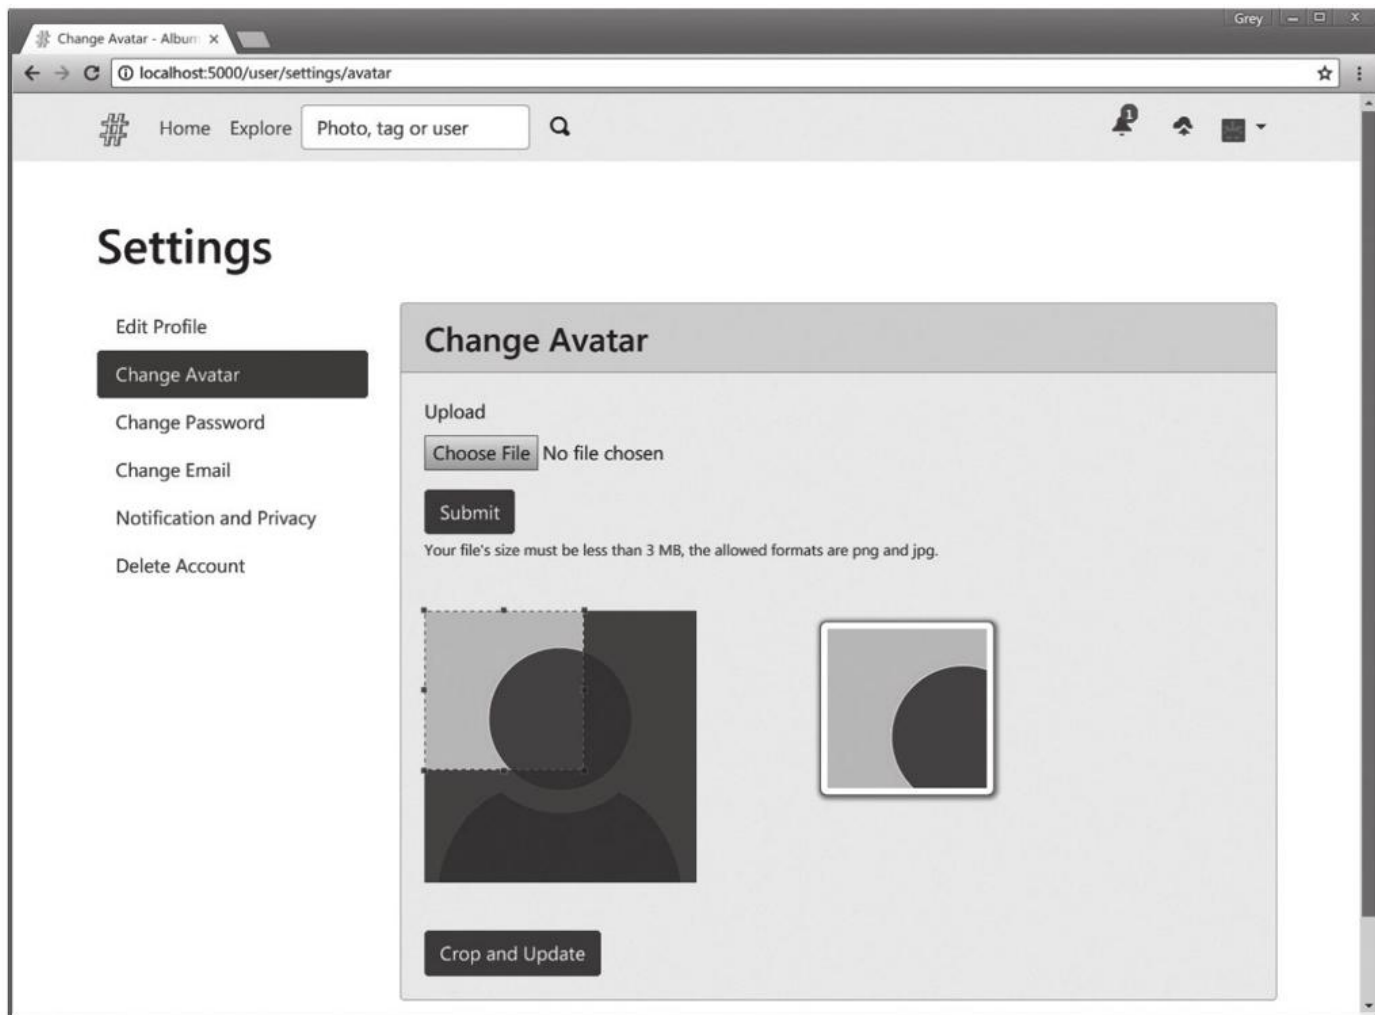 Grey
Change Avatar - Album
localhost:5000/user/settings/avatar
Home Explore Photo, tag or user
1
Settings
Edit Profile
Change Avatar
Change Password
Change Email
Notification and Privacy
Delete Account
Change Avatar
Upload
Choose File No file chosen
Submit
Your file's size must be less than 3 MB, the allowed formats are png and jpg.
Crop and Update